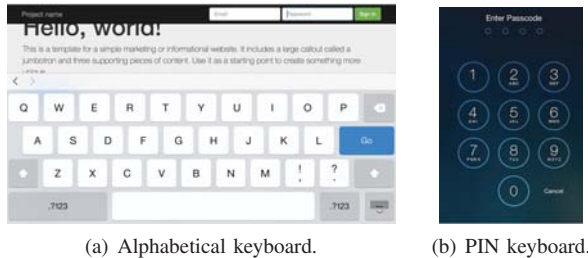 Project name Email Password Sign in
Hello, world!
This is a template for a simple marketing or informational website. It includes a large callout called a
jumbotron and three supporting pieces of content. Use it as a starting point to create something more
unique.
Q W E R T Y U I O P
A S D F G H J K L Go
Z X C V B N M ! , ? .
.?123 .?123
(a) Alphabetical keyboard.
Enter Passcode
1 2 3
ABC DEF
4 5 6
GHI JKL MNO
7 8 9
PQRS TUV WXYZ
0 Cancel
(b) PIN keyboard.